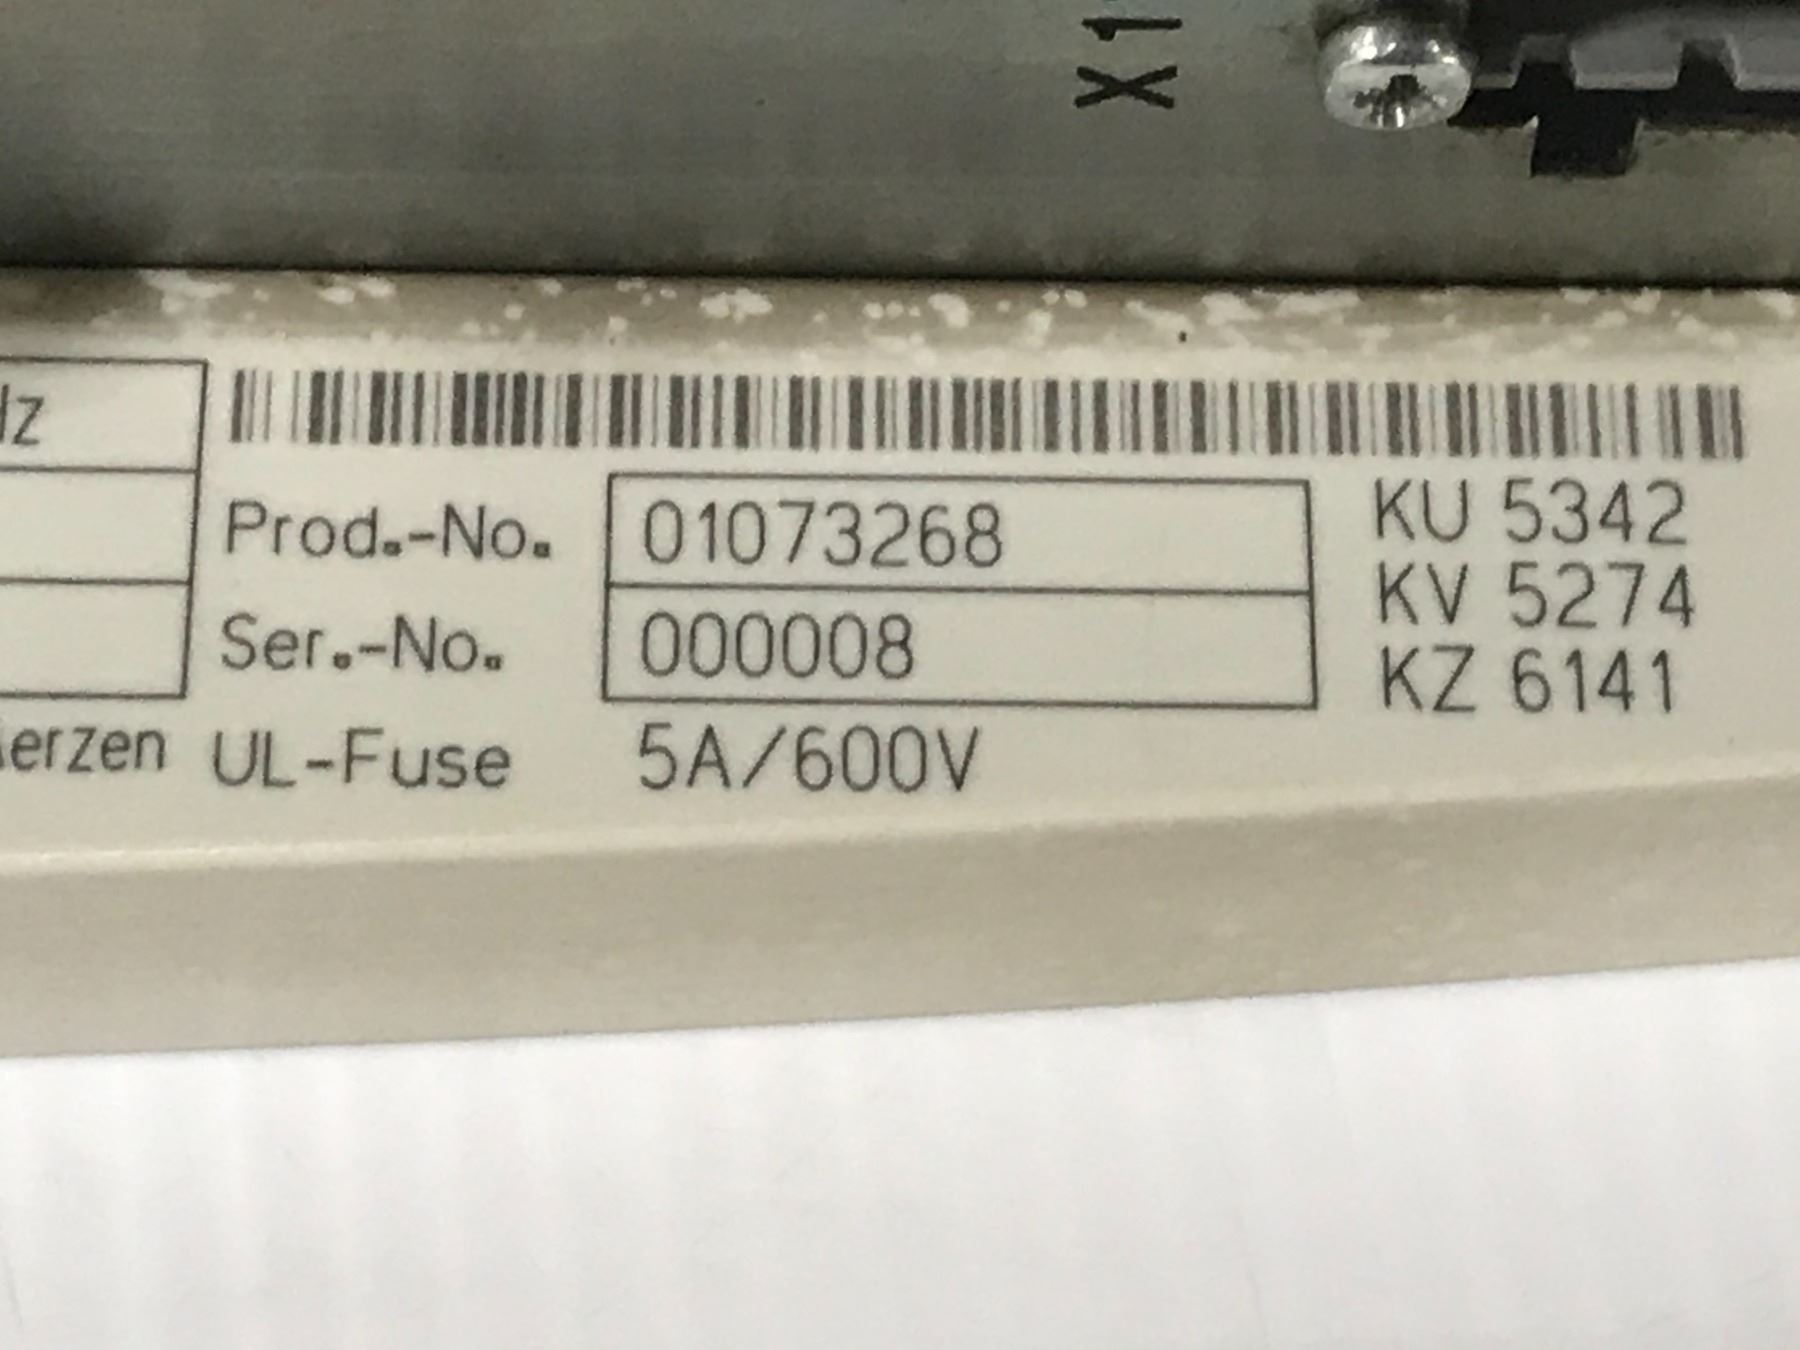 X1
Prod.-No. 01073268
Ser.-No. 000008
UL-Fuse 5A/600V
KU 5342
KV 5274
KZ 6141